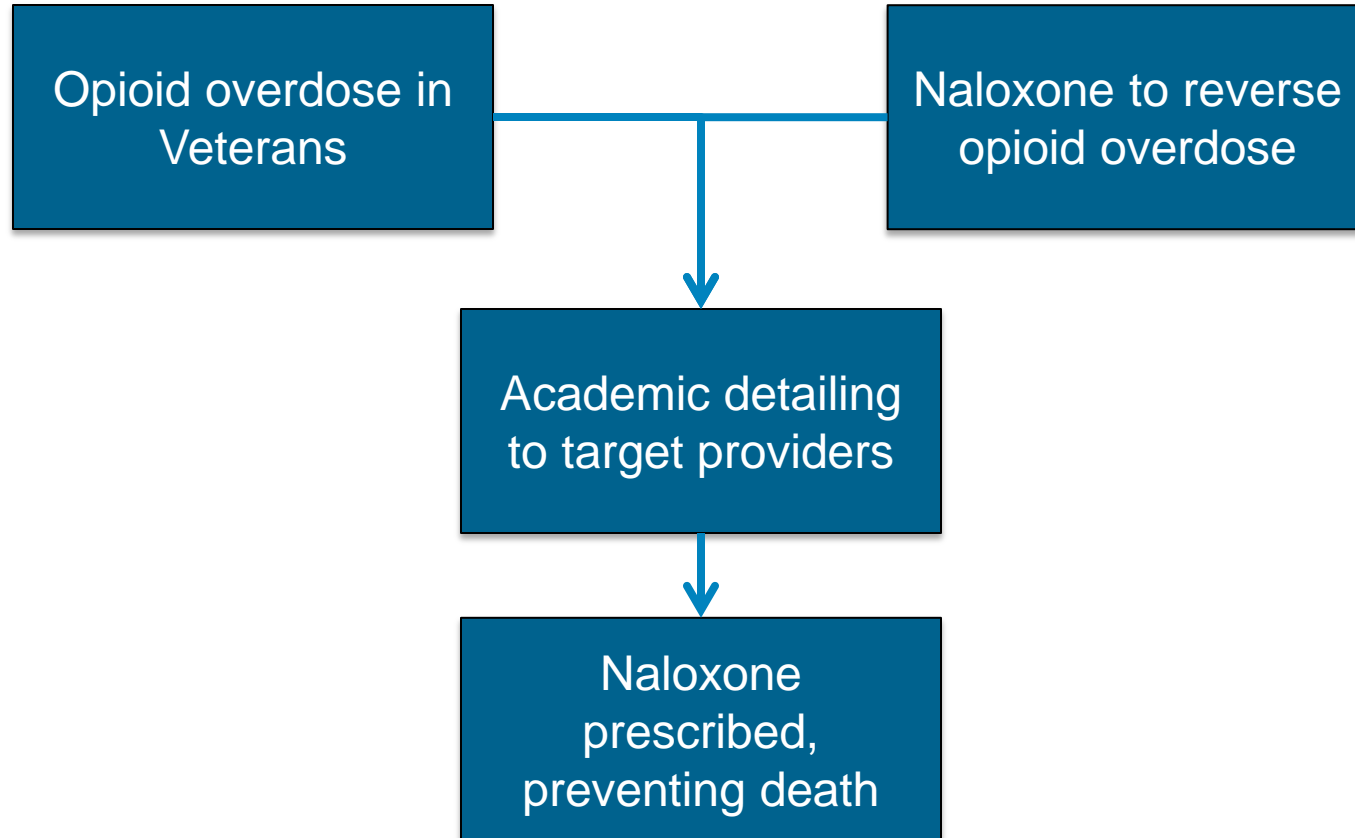 Opioid overdose in
Veterans
Naloxone to reverse
opioid overdose
Academic detailing
to target providers
Naloxone
prescribed,
preventing death